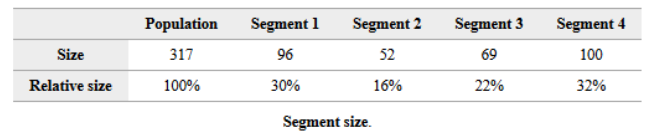 Population Segment 1 Segment 2 Segment 3 Segment 4
Size 317 96 52 69 100
Relative size 100% 30% 16% 22% 32%
Segment size.